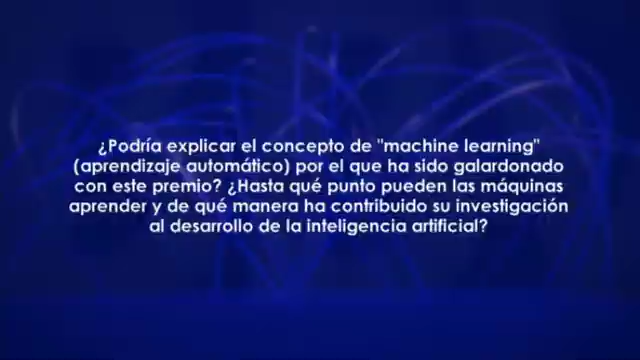 ¿Podría explicar el concepto de "machine learning"
(aprendizaje automático) por el que ha sido galardonado
con este premio? ¿Hasta qué punto pueden las máquinas
aprender y de qué manera ha contribuido su investigación
al desarrollo de la inteligencia artificial?